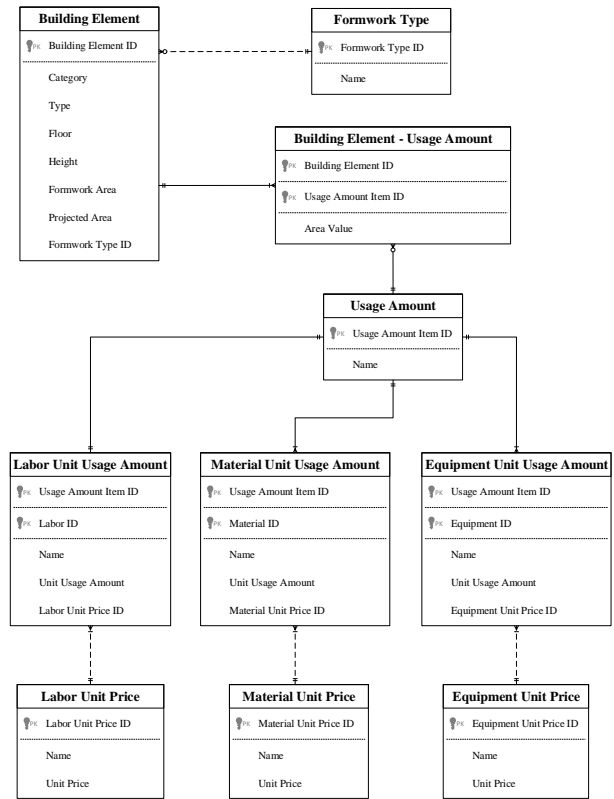 Building Element
PK Building Element ID
Category
Type
Floor
Height
Formwork Area
Projected Area
Formwork Type ID
Formwork Type
PK Formwork Type ID
Name
Building Element - Usage Amount
PK Building Element ID
PK Usage Amount Item ID
Area Value
Usage Amount
PK Usage Amount Item ID
Name
Labor Unit Usage Amount
PK Usage Amount Item ID
PK Labor ID
Name
Unit Usage Amount
Labor Unit Price ID
Material Unit Usage Amount
PK Usage Amount Item ID
PK Material ID
Name
Unit Usage Amount
Material Unit Price ID
Equipment Unit Usage Amount
PK Usage Amount Item ID
PK Equipment ID
Name
Unit Usage Amount
Equipment Unit Price ID
Labor Unit Price
PK Labor Unit Price ID
Name
Unit Price
Material Unit Price
PK Material Unit Price ID
Name
Unit Price
Equipment Unit Price
PK Equipment Unit Price ID
Name
Unit Price